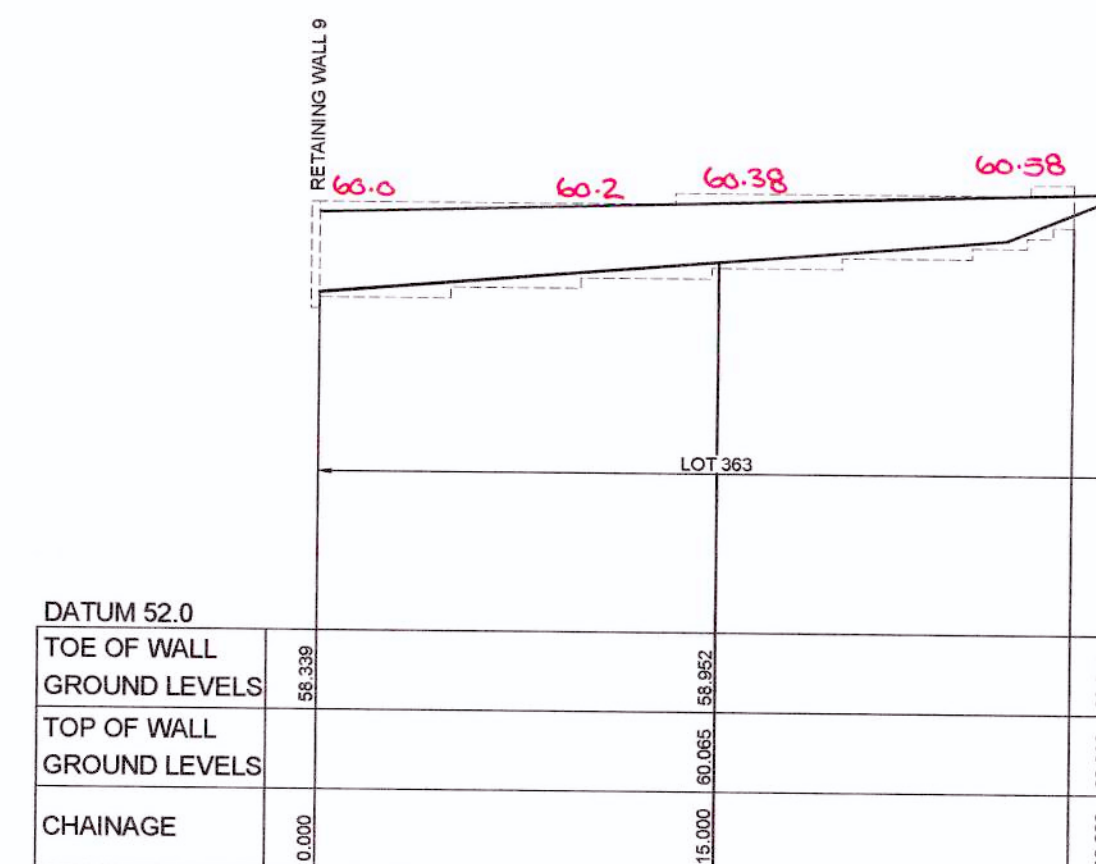 RETAINING WALL 9
60.0
60.2
60.38
60.58
LOT 363
DATUM 52.0
TOE OF WALL
GROUND LEVELS
58.339
58.952
TOP OF WALL
GROUND LEVELS
60.065
CHAINAGE
0.000
15.000